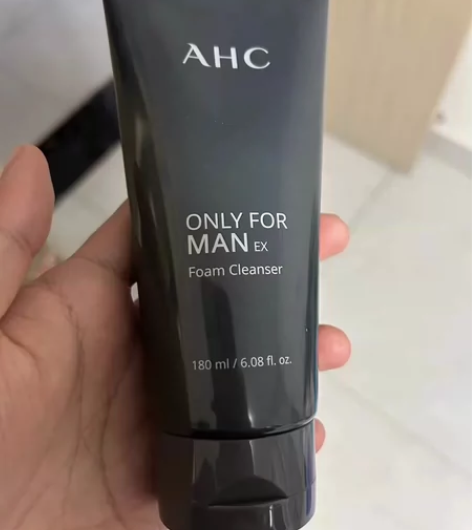 AHC
ONLY FOR
MAN EX
Foam Cleanser
180 ml / 6.08 fl. oz.